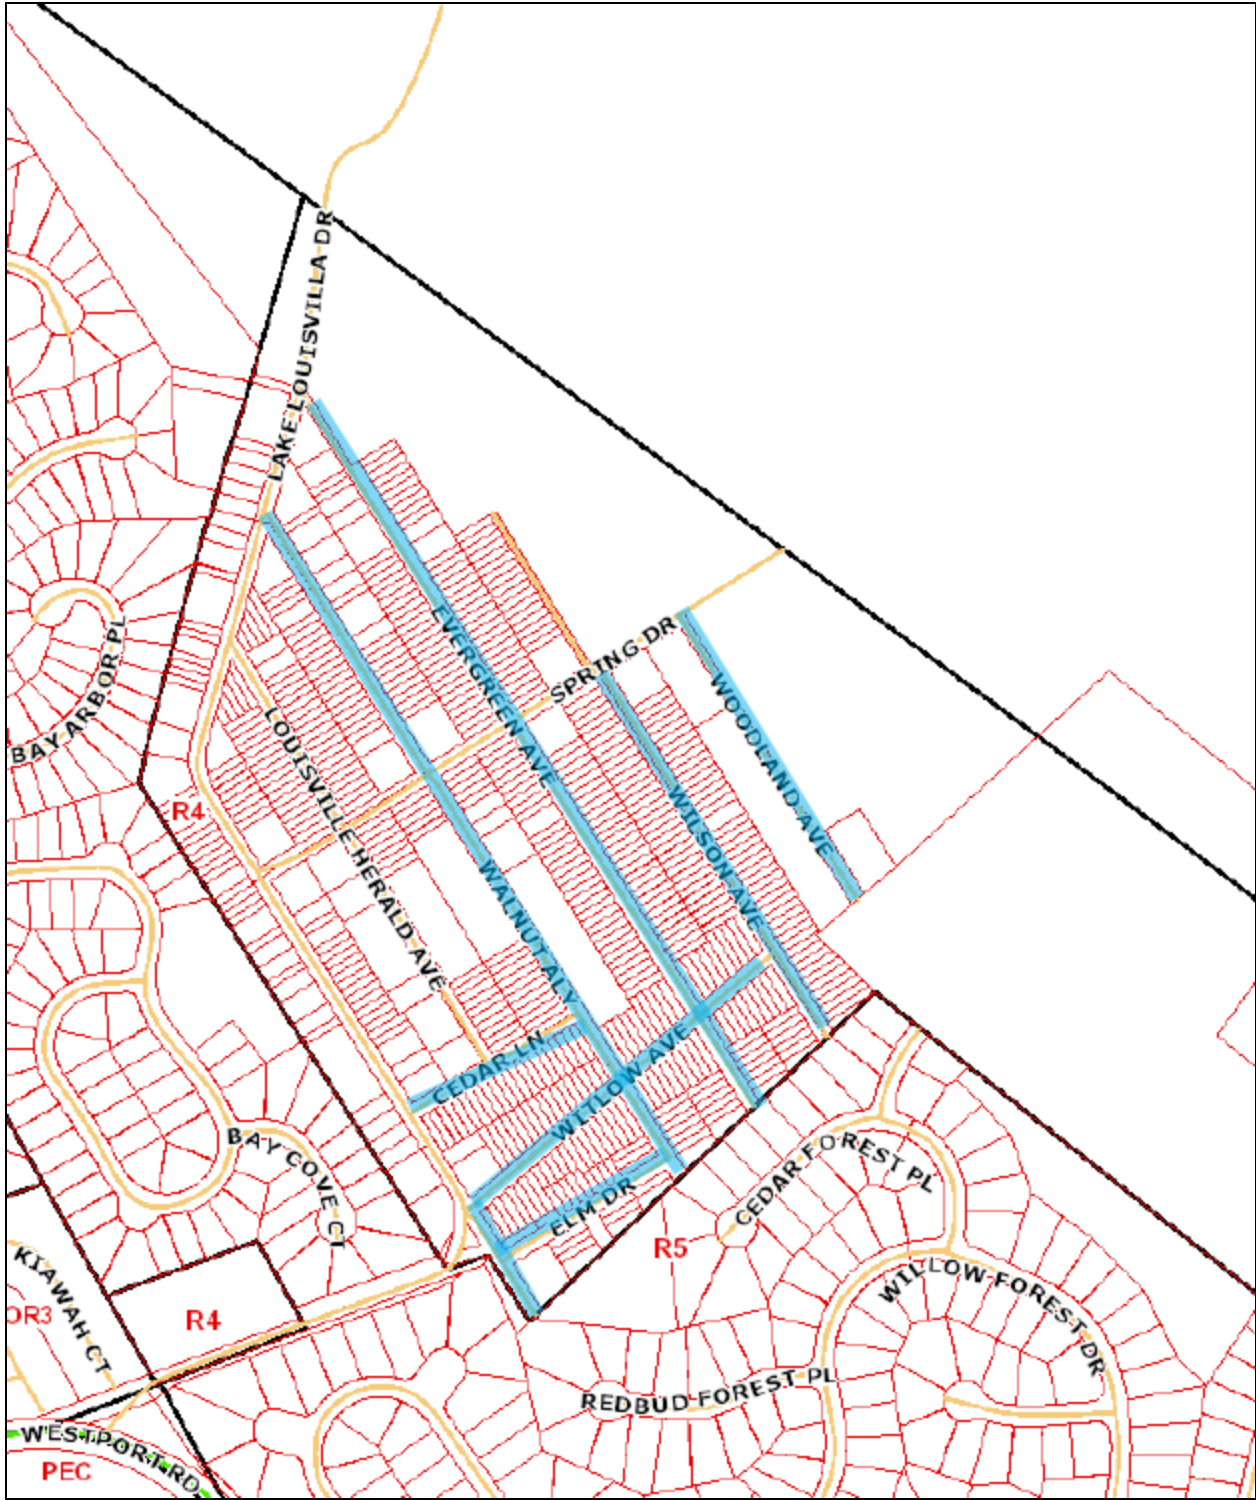 LAKE LOUISVILLA DR
EVERGREEN AVE
SPRING DR
BAY ARBOR PL
WOODLAND AVE
LOUISVILLE HERALD AVE
R4
WILSON AVE
WALNUT ALY
CEDAR LN
WITLOW AVE
BAY COVE CT
CEDAR FOREST PL
ELM DR
R5
KIAWAH CT
WILLOW FOREST DR
OR3
R4
REDBUD FOREST PL
WESTPORT RD
PEC